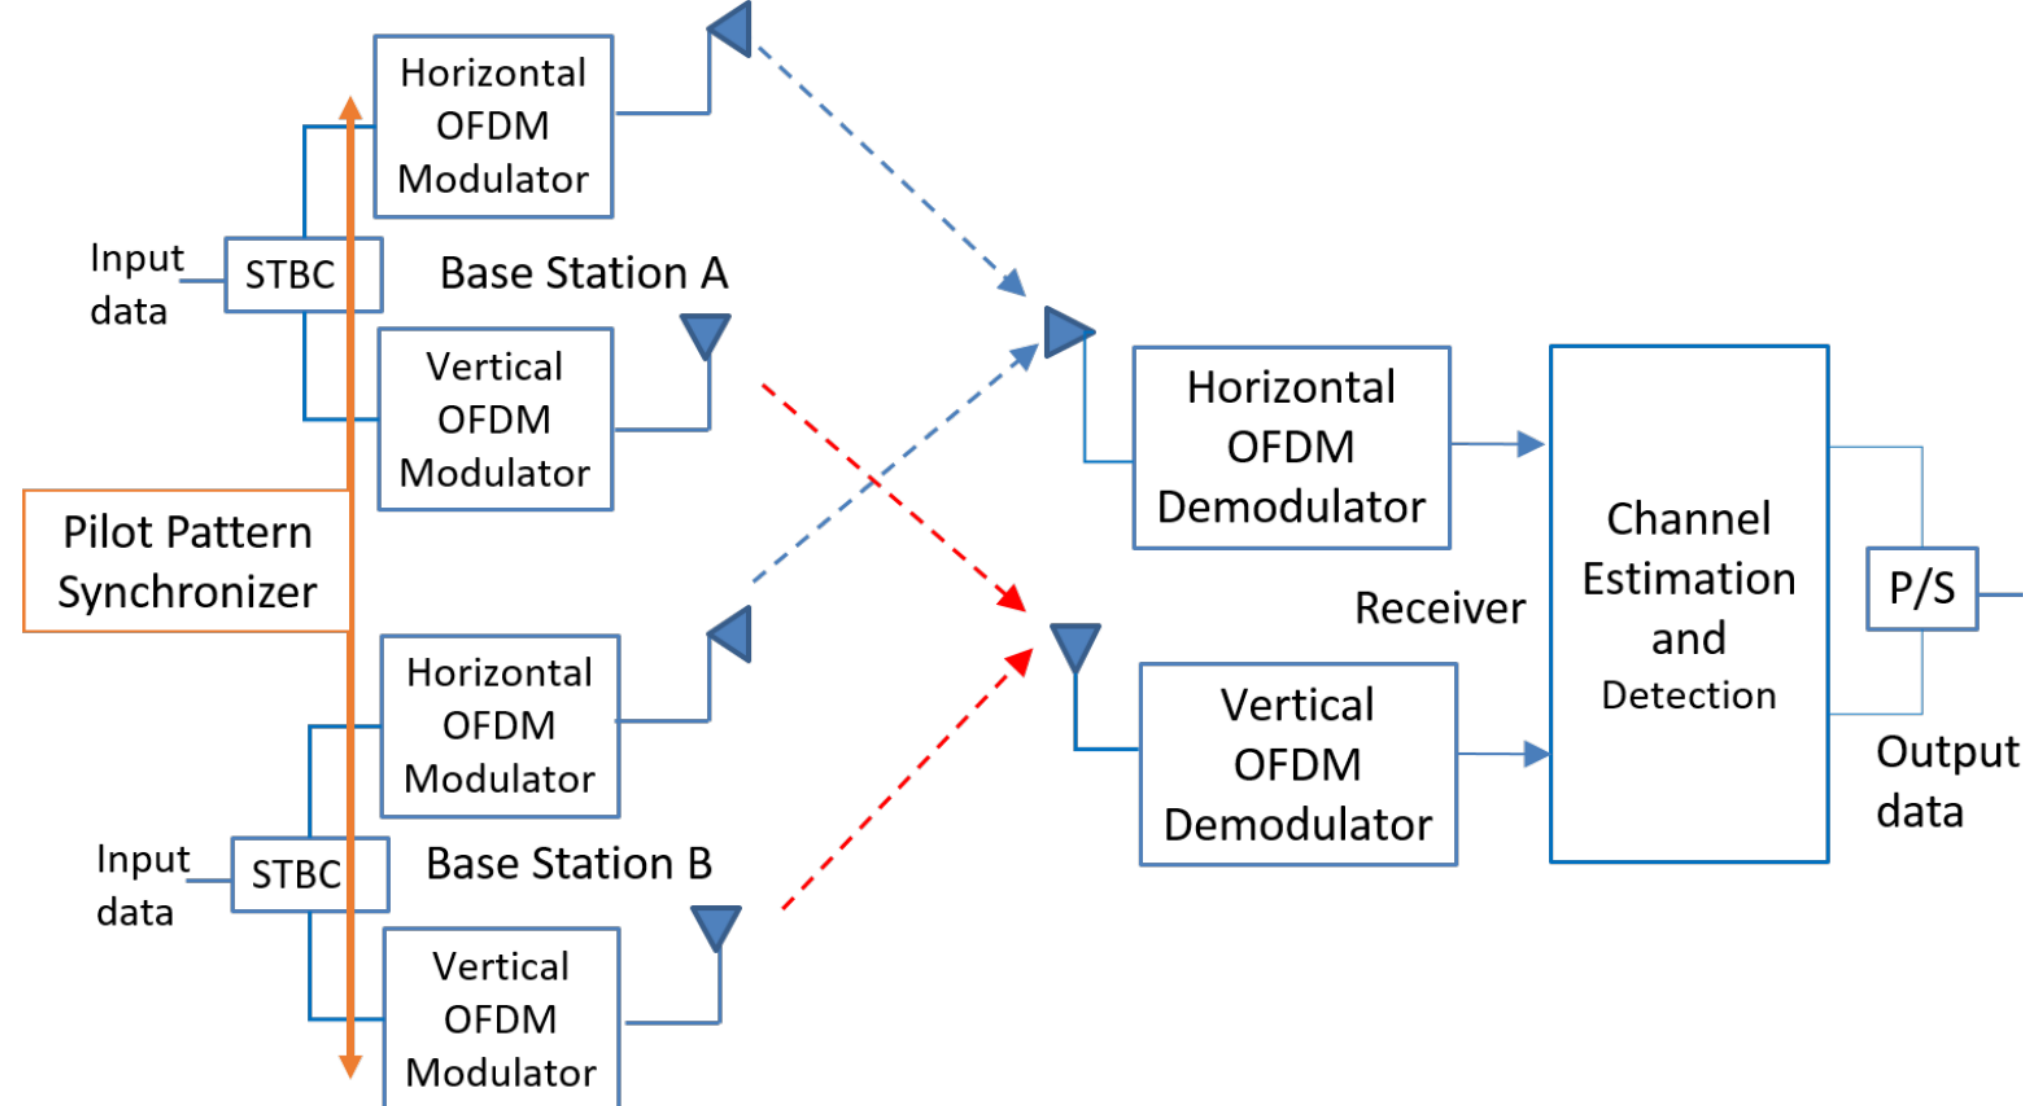 Horizontal
OFDM
Modulator
Input
data
STBC
Base Station A
Vertical
OFDM
Modulator
Pilot Pattern
Synchronizer
Horizontal
OFDM
Modulator
Input
data
STBC
Base Station B
Vertical
OFDM
Modulator
Horizontal
OFDM
Demodulator
Receiver
Vertical
OFDM
Demodulator
Channel
Estimation
and
Detection
P/S
Output
data